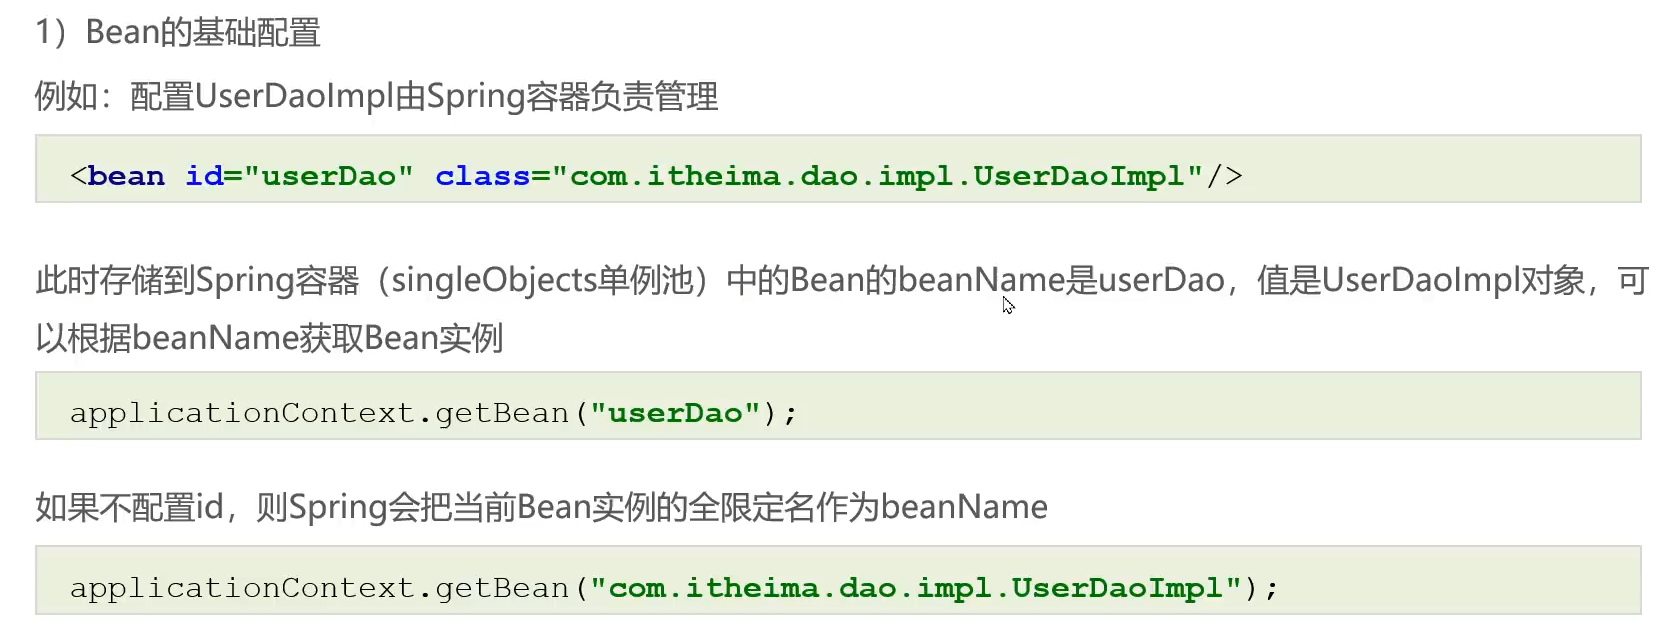 1）Bean的基础配置
例如：配置UserDaoImpl由Spring容器负责管理
<bean id="userDao" class="com.itheima.dao.impl.UserDaoImpl"/>
此时存储到Spring容器（singleObjects单例池）中的Bean的beanName是userDao，值是UserDaoImpl对象，可
以根据beanName获取Bean实例
applicationContext.getBean("userDao");
如果不配置id，则Spring会把当前Bean实例的全限定名作为beanName
applicationContext.getBean("com.itheima.dao.impl.UserDaoImpl");